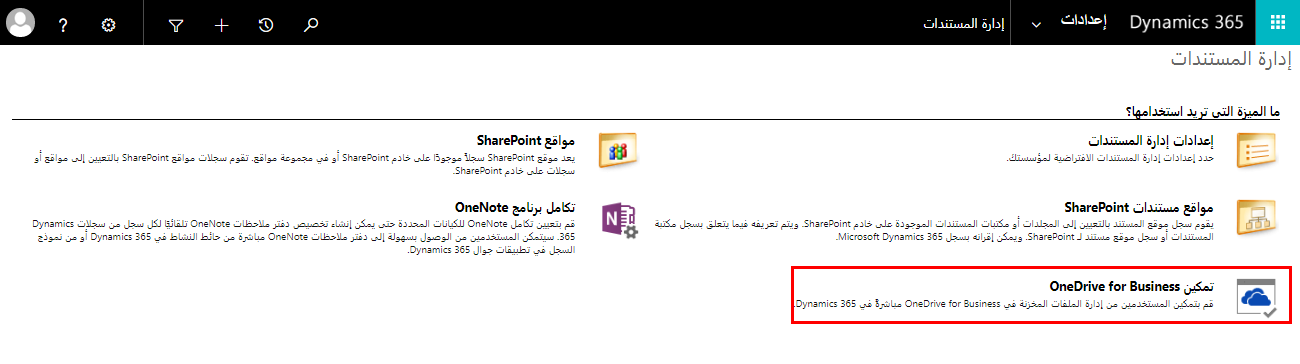 Dynamics 365
إعدادات
إدارة المستندات
?
إدارة المستندات
ما الميزة التي تريد استخدامها؟
إعدادات إدارة المستندات
حدد إعدادات إدارة المستندات الافتراضية لمؤسستك.
مواقع SharePoint
يعد موقع SharePoint سجلاً موجودًا على خادم SharePoint أو في مجموعة مواقع. تقوم سجلات مواقع SharePoint بالتعيين إلى مواقع أو
سجلات على خادم SharePoint.
مواقع مستندات SharePoint
يقوم سجل موقع المستند بالتعيين إلى المجلدات أو مكتبات المستندات الموجودة على خادم SharePoint. ويتم تعريفه فيما يتعلق بسجل مكتبة
المستندات أو سجل موقع مستند لـ SharePoint. ويمكن إقرانه بسجل Microsoft Dynamics 365.
تكامل برنامج OneNote
قم بتعيين تكامل OneNote للكيانات المحددة حتى يمكن إنشاء تخصيص دفتر ملاحظات OneNote تلقائيًا لكل سجل من سجلات Dynamics
365. سيتمكن المستخدمين من الوصول بسهولة إلى دفتر ملاحظات OneNote مباشرة من حائط النشاط في Dynamics 365 أو من نموذج
السجل في تطبيقات جوال Dynamics 365.
تمكين OneDrive for Business
قم بتمكين المستخدمين من إدارة الملفات المخزنة في OneDrive for Business مباشرةً في Dynamics 365.